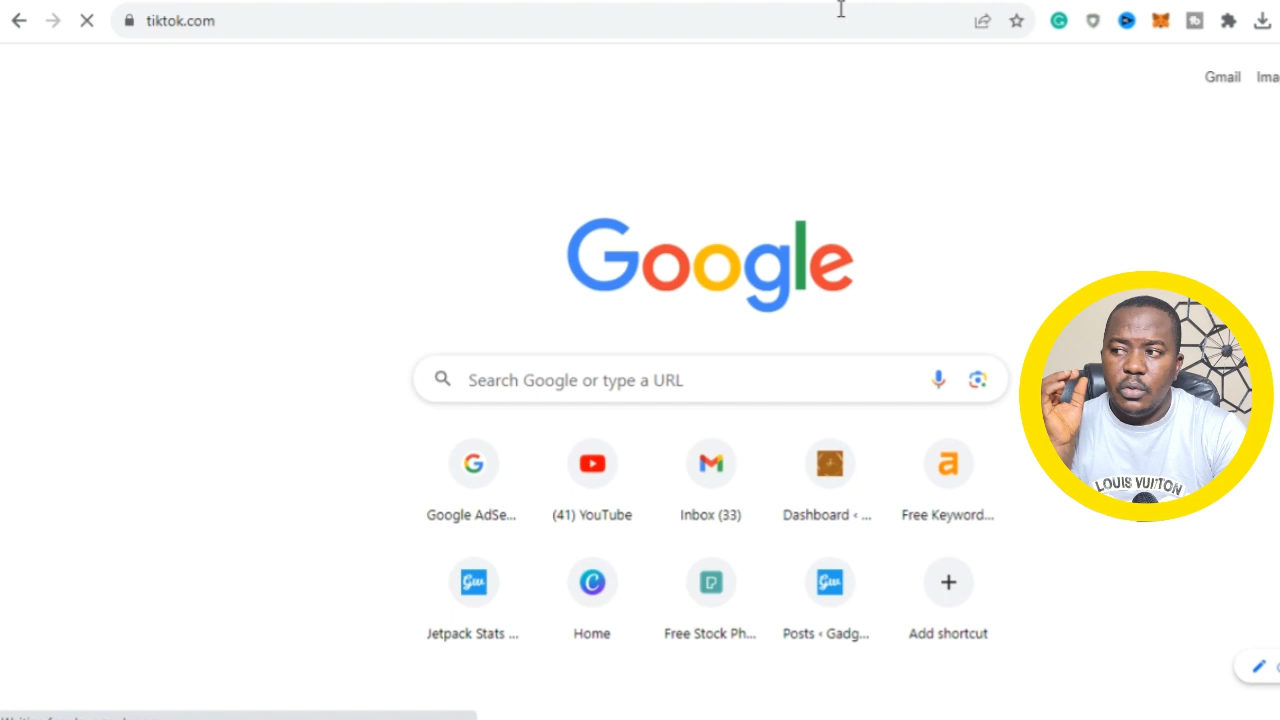 tiktok.com
Gmail Ima
Google
Search Google or type a URL
Google AdSe... (41) YouTube Inbox (33) Dashboard ‹ ... Free Keyword...
Jetpack Stats ... Home Free Stock Ph... Posts ‹ Gadg... Add shortcut
LOUIS VUITTON